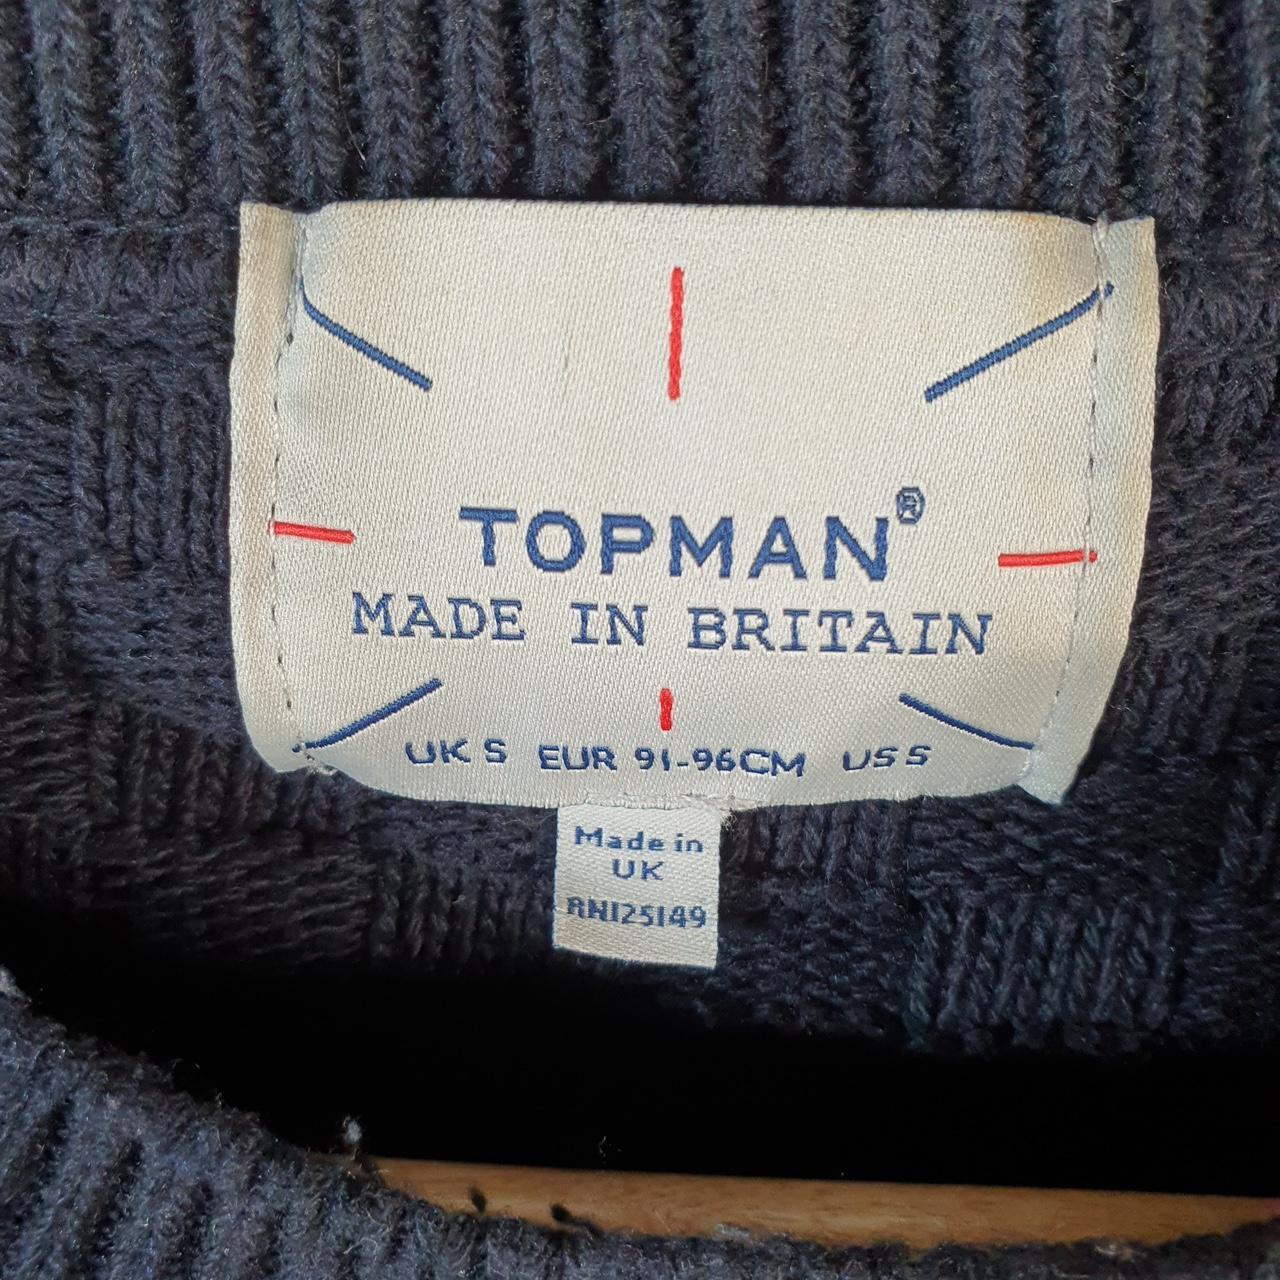 TOPMAN®
MADE IN BRITAIN
UK S EUR 91-96CM US S
Made in
UK
RN125149